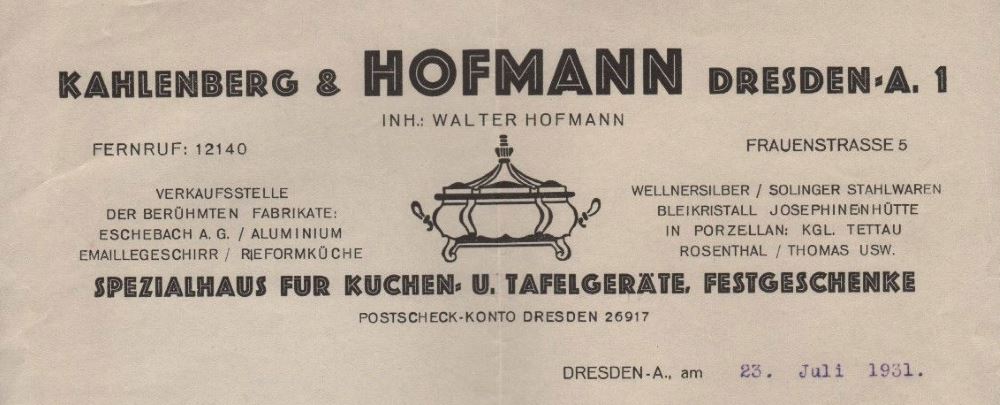 KAHLENBERG & HOFMANN DRESDEN-A. 1
INH.: WALTER HOFMANN
FERNRUF: 12140
FRAUENSTRASSE 5
VERKAUFSSTELLE
DER BERÜHMTEN FABRIKATE:
ESCHEBACH A. G. / ALUMINIUM
EMAILLEGESCHIRR / REFORMKÜCHE
WELLNERSILBER / SOLINGER STAHLWAREN
BLEIKRISTALL JOSEPHINENHÜTTE
IN PORZELLAN: KGL. TETTAU
ROSENTHAL / THOMAS USW.
SPEZIALHAUS FÜR KÜCHEN- U. TAFELGERÄTE, FESTGESCHENKE
POSTSCHECK-KONTO DRESDEN 26917
DRESDEN-A., am 23. Juli 1931.